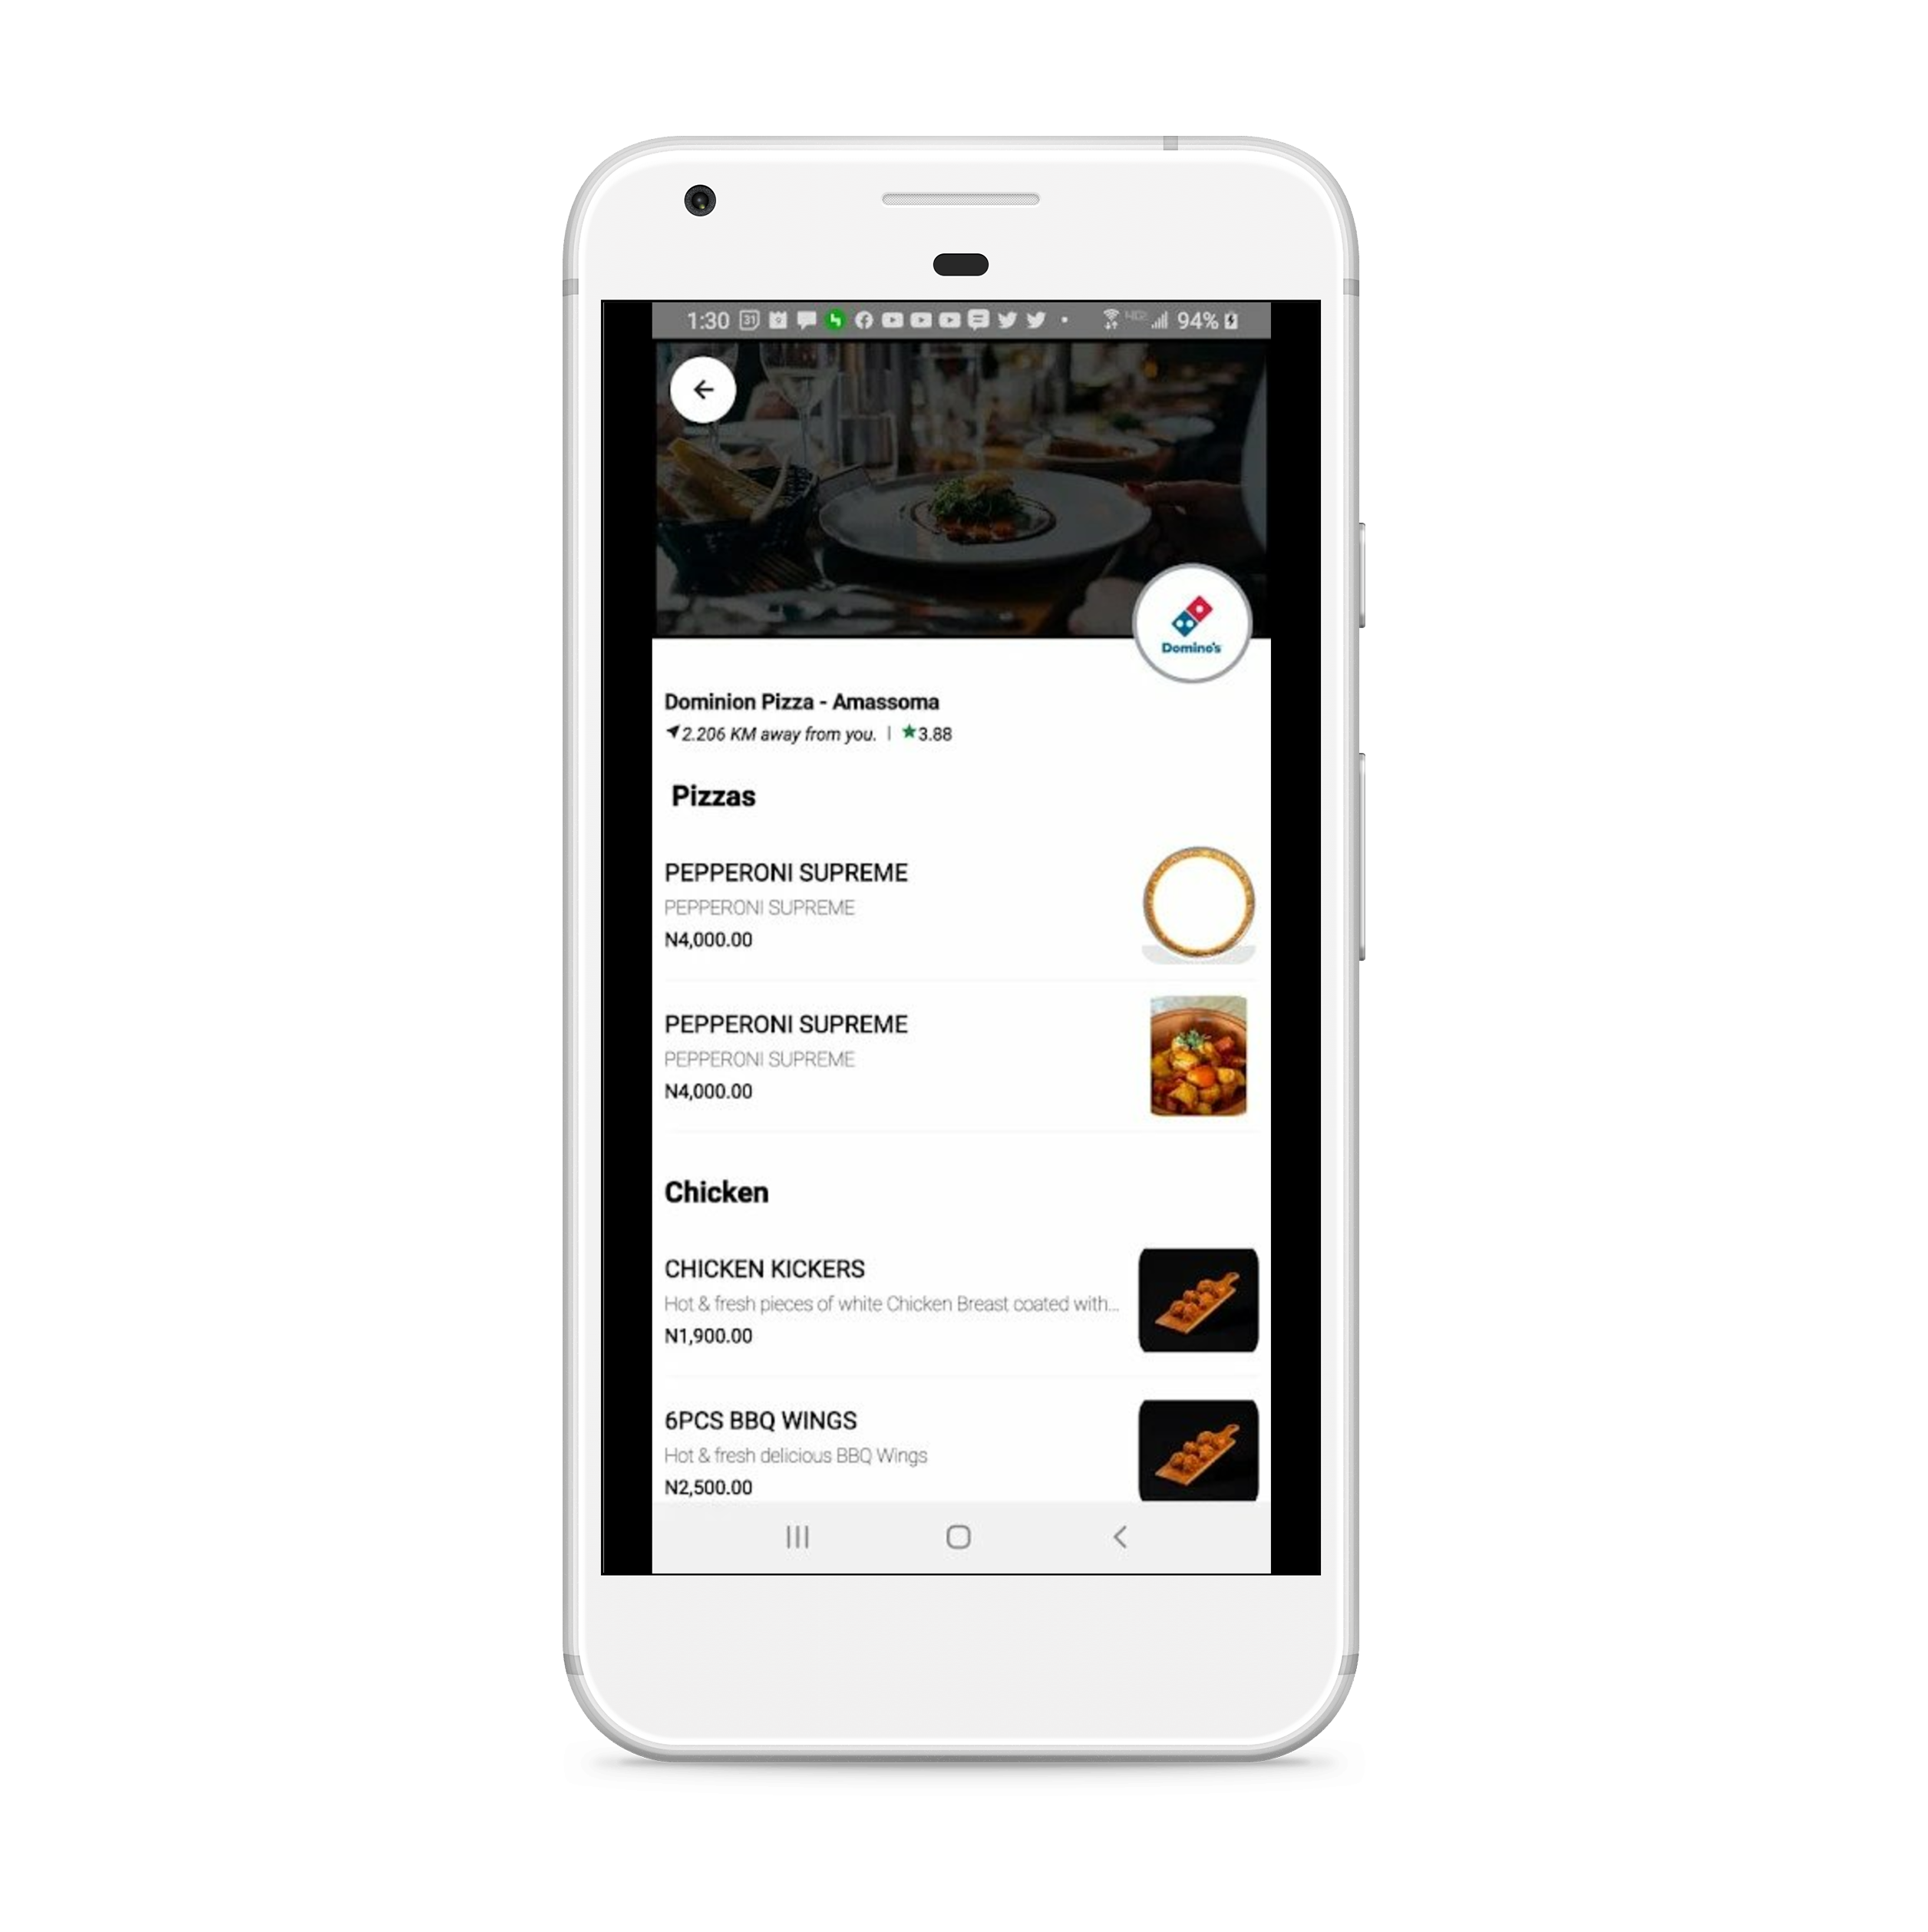 1:30 31 94%
Domino's
Dominion Pizza - Amassoma
2.206 KM away from you. | 3.88
Pizzas
PEPPERONI SUPREME
PEPPERONI SUPREME
N4,000.00
PEPPERONI SUPREME
PEPPERONI SUPREME
N4,000.00
Chicken
CHICKEN KICKERS
Hot & fresh pieces of white Chicken Breast coated with...
N1,900.00
6PCS BBQ WINGS
Hot & fresh delicious BBQ Wings
N2,500.00